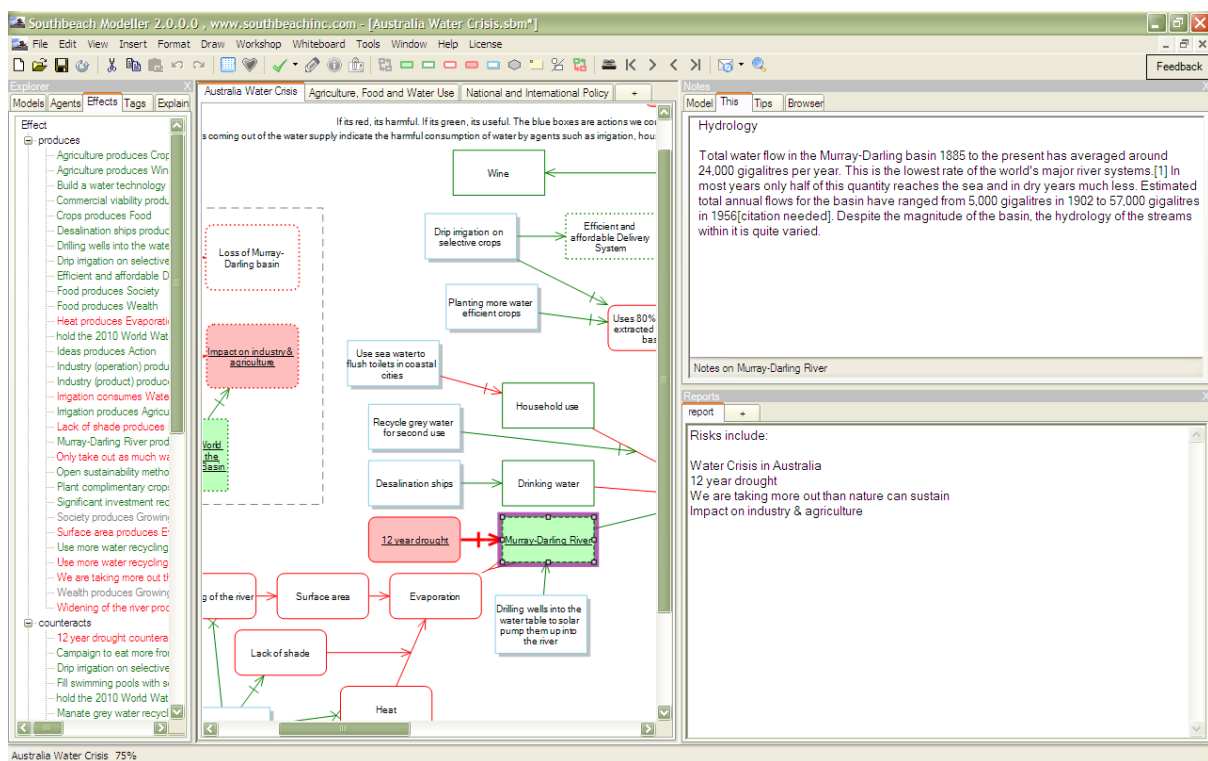 Southbeach Modeller 2.0.0.0 , www.southbeachinc.com - [Australia Water Crisis.sbm*]
File Edit View Insert Format Draw Workshop Whiteboard Tools Window Help License
Feedback
Explorer
Models Agents Effects Tags Explain
Effect
produces
Agriculture produces Crop
Agriculture produces Win
Build a water technology
Commercial viability produ
Crops produces Food
Desalination ships produc
Drilling wells into the wate
Drip irrigation on selective
Efficient and affordable D
Food produces Society
Food produces Wealth
Heat produces Evaporati
hold the 2010 World Wat
Ideas produces Action
Industry (operation) produ
Industry (product) produc
Irrigation consumes Wate
Irrigation produces Agricu
Lack of shade produces
Murray-Darling River prod
Only take out as much wa
Open sustainability metho
Plant complimentary crop
Significant investment rec
Society produces Growing
Surface area produces E
Use more water recycling
Use more water recycling
We are taking more out th
Wealth produces Growing
Widening of the river proc
counteracts
12 year drought countera
Campaign to eat more fro
Drip irrigation on selective
Fill swimming pools with s
hold the 2010 World Wat
Manate grey water recycl
Australia Water Crisis Agriculture, Food and Water Use National and International Policy +
If its red, its harmful. If its green, its useful. The blue boxes are actions we co
s coming out of the water supply indicate the harmful consumption of water by agents such as irrigation, hou
Wine
Drip irrigation on
selective crops
Efficient and
affordable Delivery
System
Loss of Murray-
Darling basin
Planting more water
efficient crops
Uses 80%
extracted
bas
Impact on industry &
agriculture
Use sea water to
flush toilets in coastal
cities
Household use
Recycle grey water
for second use
World
the
Basin
Desalination ships
Drinking water
12 year drought
Murray-Darling River
g of the river
Surface area
Evaporation
Drilling wells into the
water table to solar
pump them up into
the river
Lack of shade
Heat
Notes
Model This Tips Browser
Hydrology
Total water flow in the Murray-Darling basin 1885 to the present has averaged around
24,000 gigalitres per year. This is the lowest rate of the world's major river systems.[1] In
most years only half of this quantity reaches the sea and in dry years much less. Estimated
total annual flows for the basin have ranged from 5,000 gigalitres in 1902 to 57,000 gigalitres
in 1956[citation needed]. Despite the magnitude of the basin, the hydrology of the streams
within it is quite varied.
Notes on Murray-Darling River
Reports
report +
Risks include:
Water Crisis in Australia
12 year drought
We are taking more out than nature can sustain
Impact on industry & agriculture
Australia Water Crisis 75%